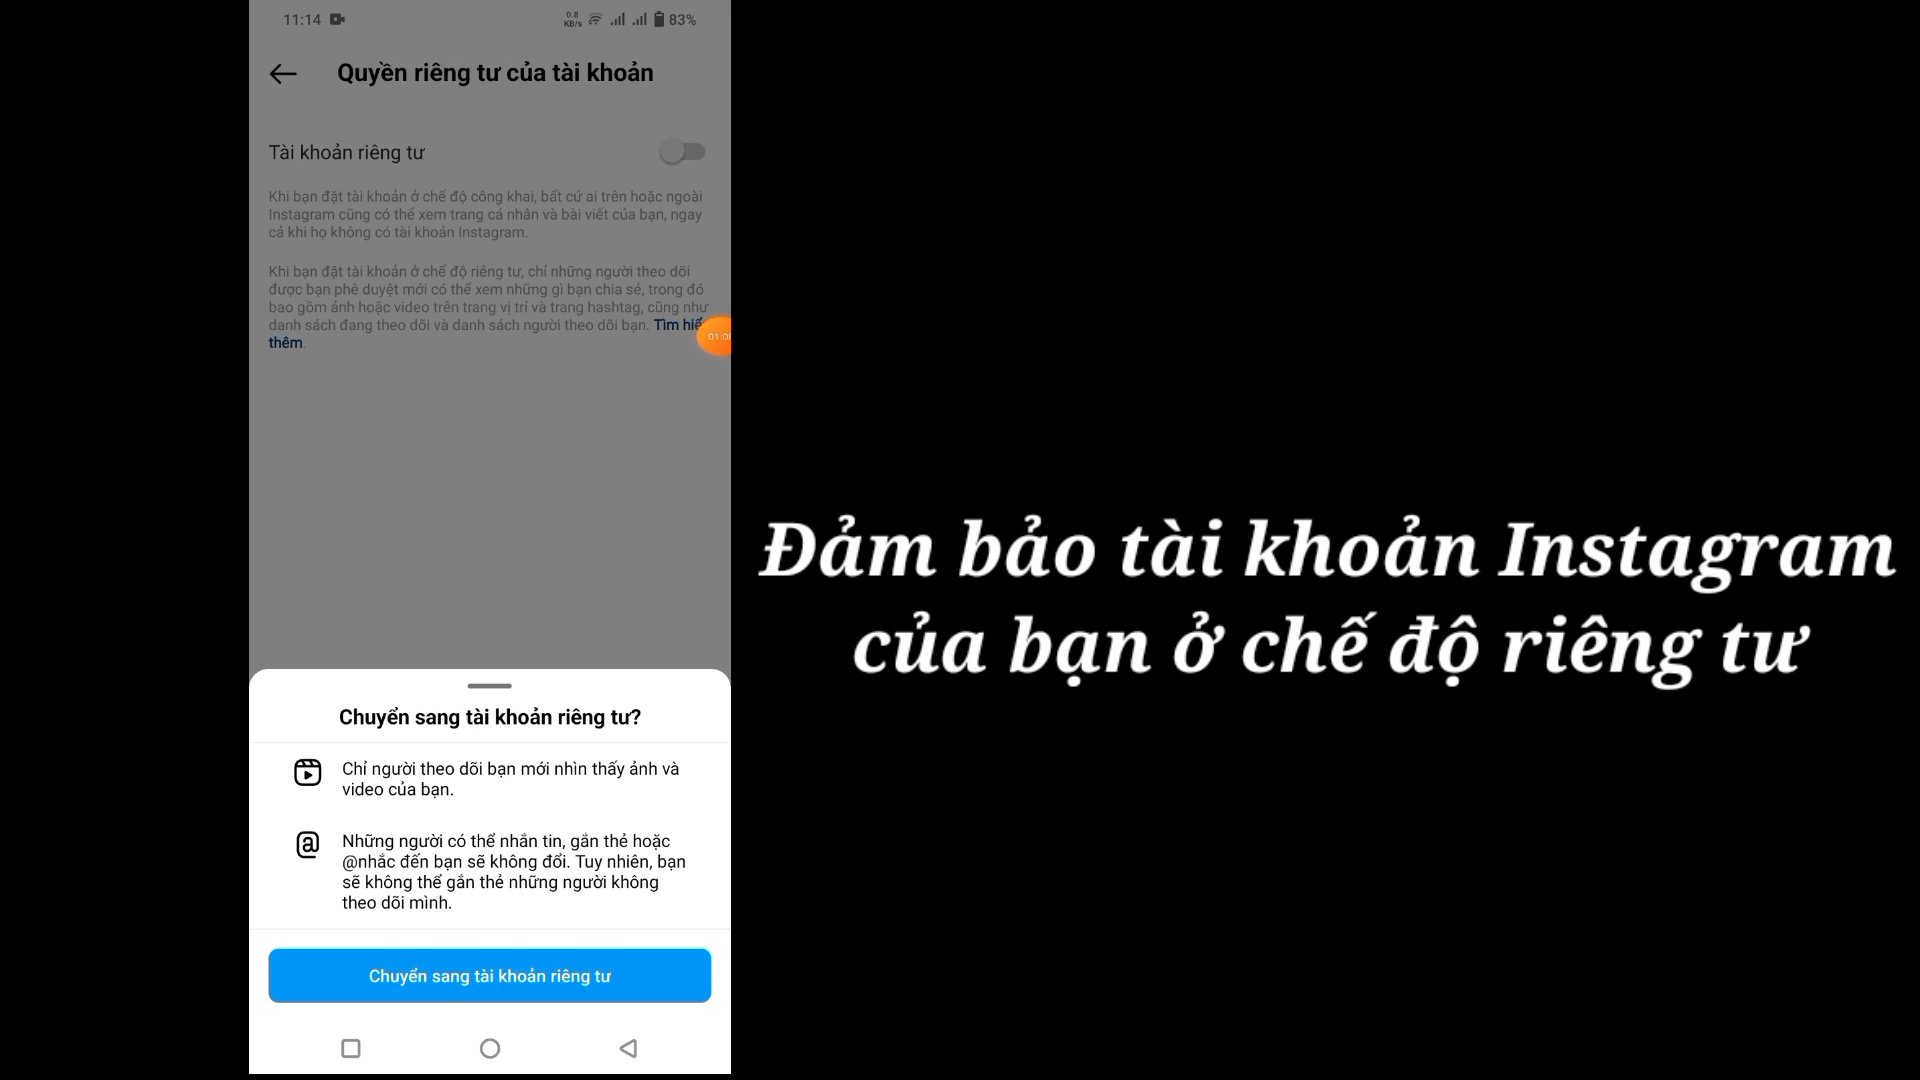 11:14
0.8
KB/s
83%
Quyền riêng tư của tài khoản
Tài khoản riêng tư
Khi bạn đặt tài khoản ở chế độ công khai, bất cứ ai trên hoặc ngoài
Instagram cũng có thể xem trang cá nhân và bài viết của bạn, ngay
cả khi họ không có tài khoản Instagram.
Khi bạn đặt tài khoản ở chế độ riêng tư, chỉ những người theo dõi
được bạn phê duyệt mới có thể xem những gì bạn chia sẻ, trong đó
bao gồm ảnh hoặc video trên trang vị trí và trang hashtag, cũng như
danh sách đang theo dõi và danh sách người theo dõi bạn. Tìm
thêm.
Đảm bảo tài khoản Instagram
của bạn ở chế độ riêng tư
Chuyển sang tài khoản riêng tư?
Chỉ người theo dõi bạn mới nhìn thấy ảnh và
video của bạn.
Những người có thể nhắn tin, gắn thẻ hoặc
@nhắc đến bạn sẽ không đổi. Tuy nhiên, bạn
sẽ không thể gắn thẻ những người không
theo dõi mình.
Chuyển sang tài khoản riêng tư